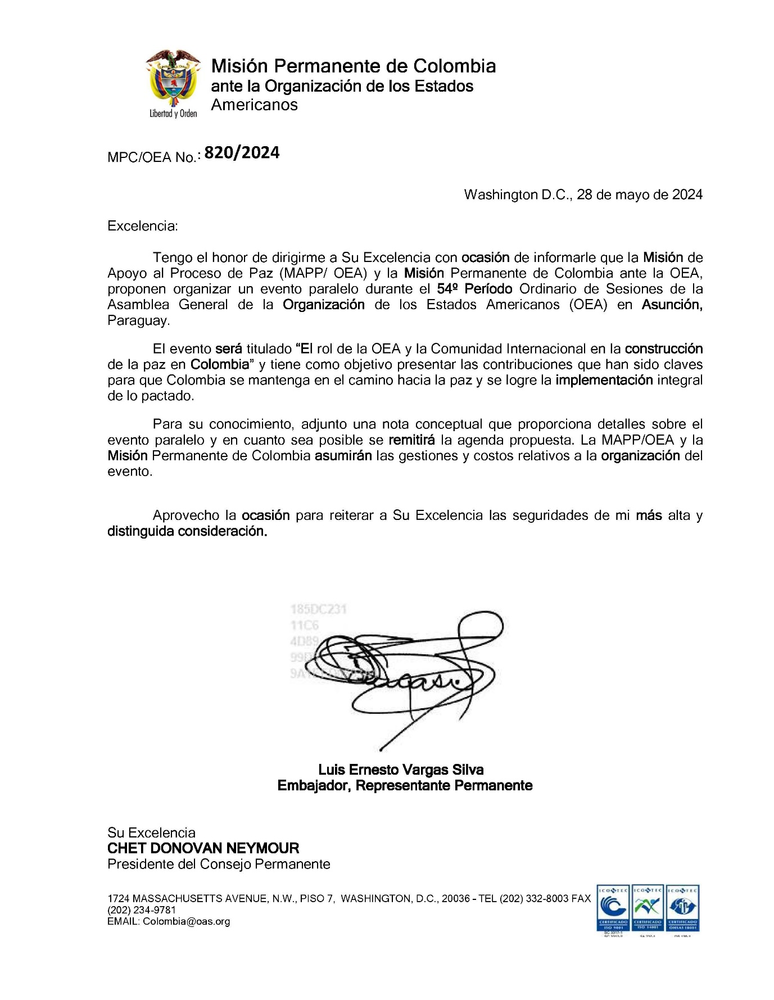 Misión Permanente de Colombia
ante la Organización de los Estados
Americanos
Libertad y Orden
MPC/OEA No.: 820/2024
Washington D.C., 28 de mayo de 2024
Excelencia:
Tengo el honor de dirigirme a Su Excelencia con ocasión de informarle que la Misión de
Apoyo al Proceso de Paz (MAPP/ OEA) y la Misión Permanente de Colombia ante la OEA,
proponen organizar un evento paralelo durante el 54º Período Ordinario de Sesiones de la
Asamblea General de la Organización de los Estados Americanos (OEA) en Asunción,
Paraguay.
El evento será titulado “El rol de la OEA y la Comunidad Internacional en la construcción
de la paz en Colombia” y tiene como objetivo presentar las contribuciones que han sido claves
para que Colombia se mantenga en el camino hacia la paz y se logre la implementación integral
de lo pactado.
Para su conocimiento, adjunto una nota conceptual que proporciona detalles sobre el
evento paralelo y en cuanto sea posible se remitirá la agenda propuesta. La MAPP/OEA y la
Misión Permanente de Colombia asumirán las gestiones y costos relativos a la organización del
evento.
Aprovecho la ocasión para reiterar a Su Excelencia las seguridades de mi más alta y
distinguida consideración.
185DC231
11C6
4D89
Luis Ernesto Vargas Silva
Embajador, Representante Permanente
Su Excelencia
CHET DONOVAN NEYMOUR
Presidente del Consejo Permanente
1724 MASSACHUSETTS AVENUE, N.W., PISO 7, WASHINGTON, D.C., 20036 - TEL (202) 332-8003 FAX
(202) 234-9781
EMAIL: Colombia@oas.org
ICONTEC ICONTEC ICONTEC
CERTIFICADO CERTIFICADO CERTIFICADO
ISO 9001 ISO 14001 OHSAS 18001
SC 3317-1